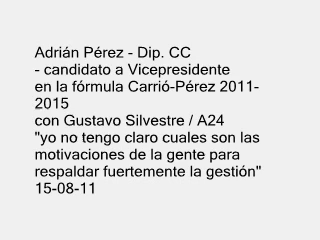 Adrián Pérez - Dip. CC
- candidato a Vicepresidente
en la fórmula Carrió-Pérez 2011-
2015
con Gustavo Silvestre / A24
"yo no tengo claro cuales son las
motivaciones de la gente para
respaldar fuertemente la gestión"
15-08-11